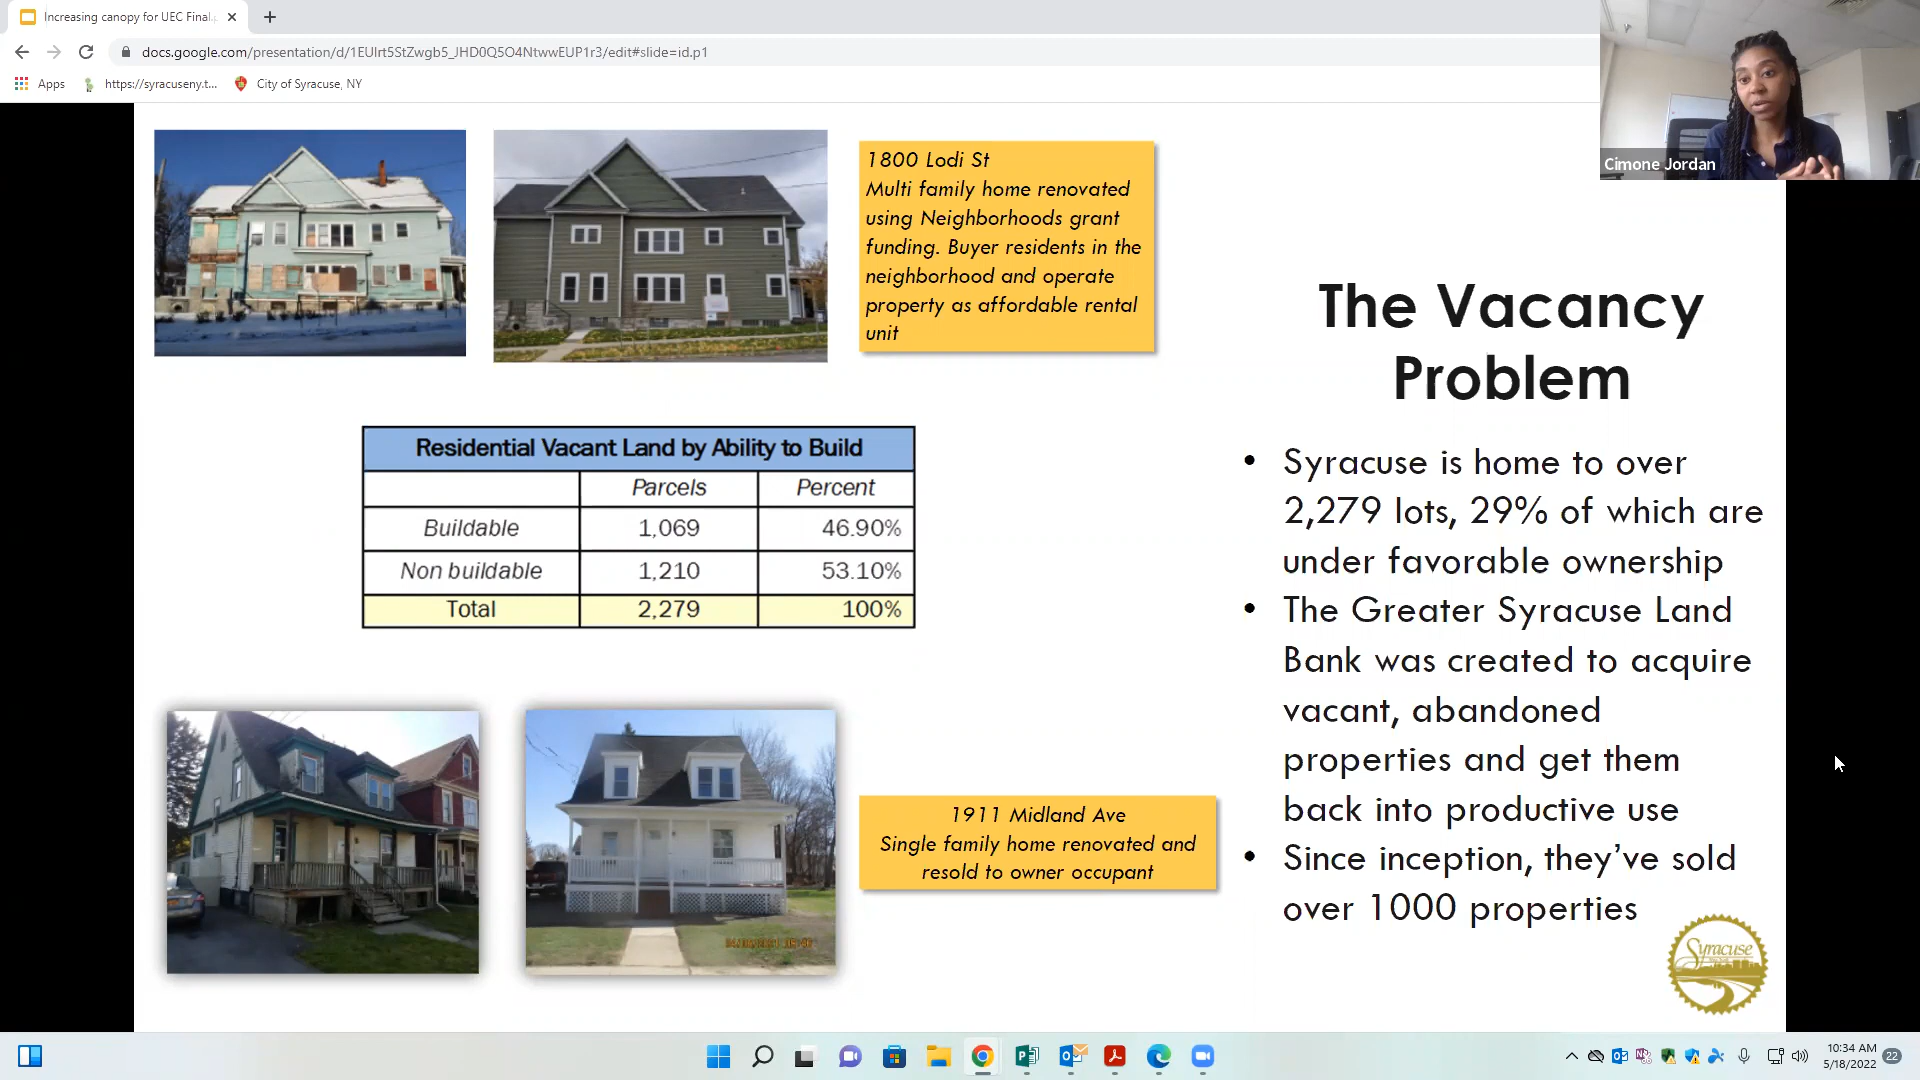 Increasing canopy for UEC Final.
docs.google.com/presentation/d/1EUIrt5StZwgb5_JHD0Q5O4NtwwEUP1r3/edit#slide=id.p1
Apps
https://syracuseny.t...
City of Syracuse, NY
Cimone Jordan
1800 Lodi St
Multi family home renovated
using Neighborhoods grant
funding. Buyer residents in the
neighborhood and operate
property as affordable rental
unit
The Vacancy
Problem
Residential Vacant Land by Ability to Build
Parcels Percent
Buildable 1,069 46.90%
Non buildable 1,210 53.10%
Total 2,279 100%
• Syracuse is home to over
2,279 lots, 29% of which are
under favorable ownership
• The Greater Syracuse Land
Bank was created to acquire
vacant, abandoned
properties and get them
back into productive use
• Since inception, they've sold
over 1000 properties
1911 Midland Ave
Single family home renovated and
resold to owner occupant
Syracuse
10:34 AM
5/18/2022
22